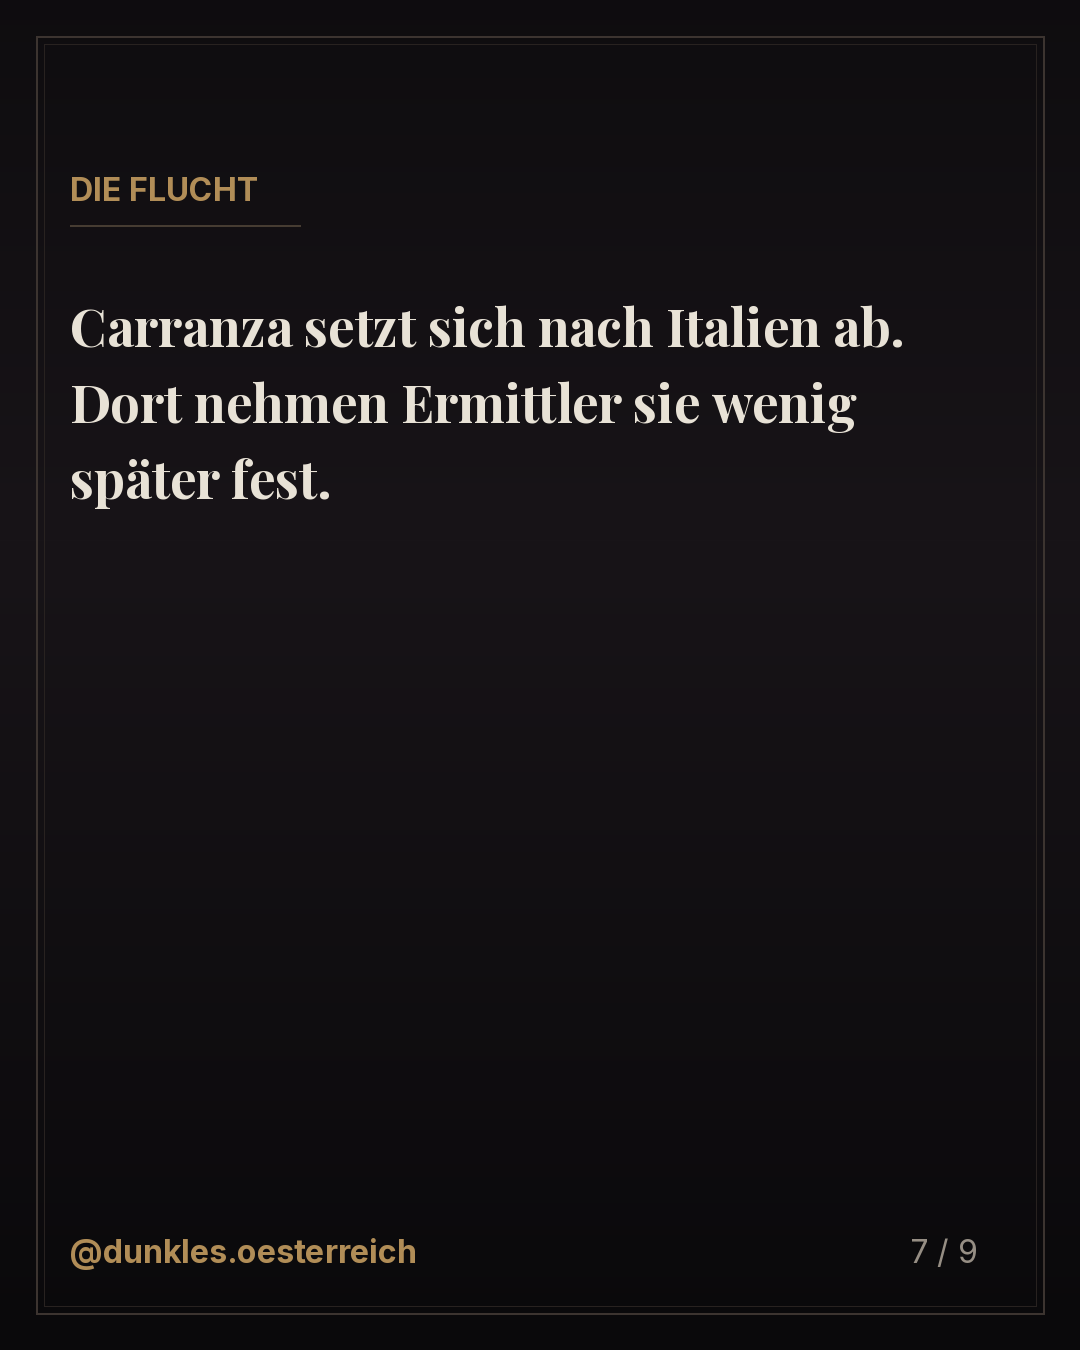 DIE FLUCHT
Carranza setzt sich nach Italien ab.
Dort nehmen Ermittler sie wenig
später fest.
@dunkles.oesterreich
7 / 9